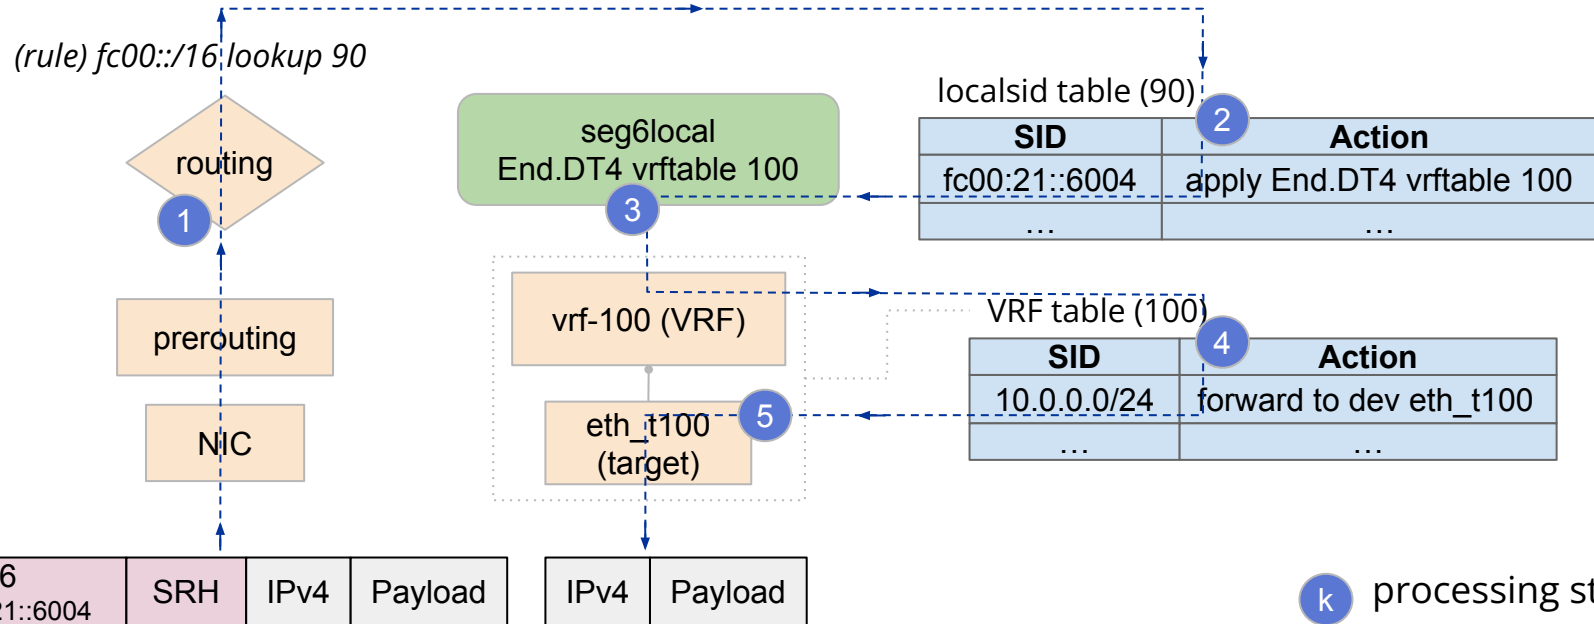 (rule) fc00::/16 lookup 90
routing
1
prerouting
NIC
seg6local
End.DT4 vrftable 100
3
localsid table (90)
2
SID Action
fc00:21::6004 apply End.DT4 vrftable 100
... ...
vrf-100 (VRF)
eth_t100
(target)
5
VRF table (100)
4
SID Action
10.0.0.0/24 forward to dev eth_t100
... ...
6
21::6004
SRH IPv4 Payload
IPv4 Payload
k processing